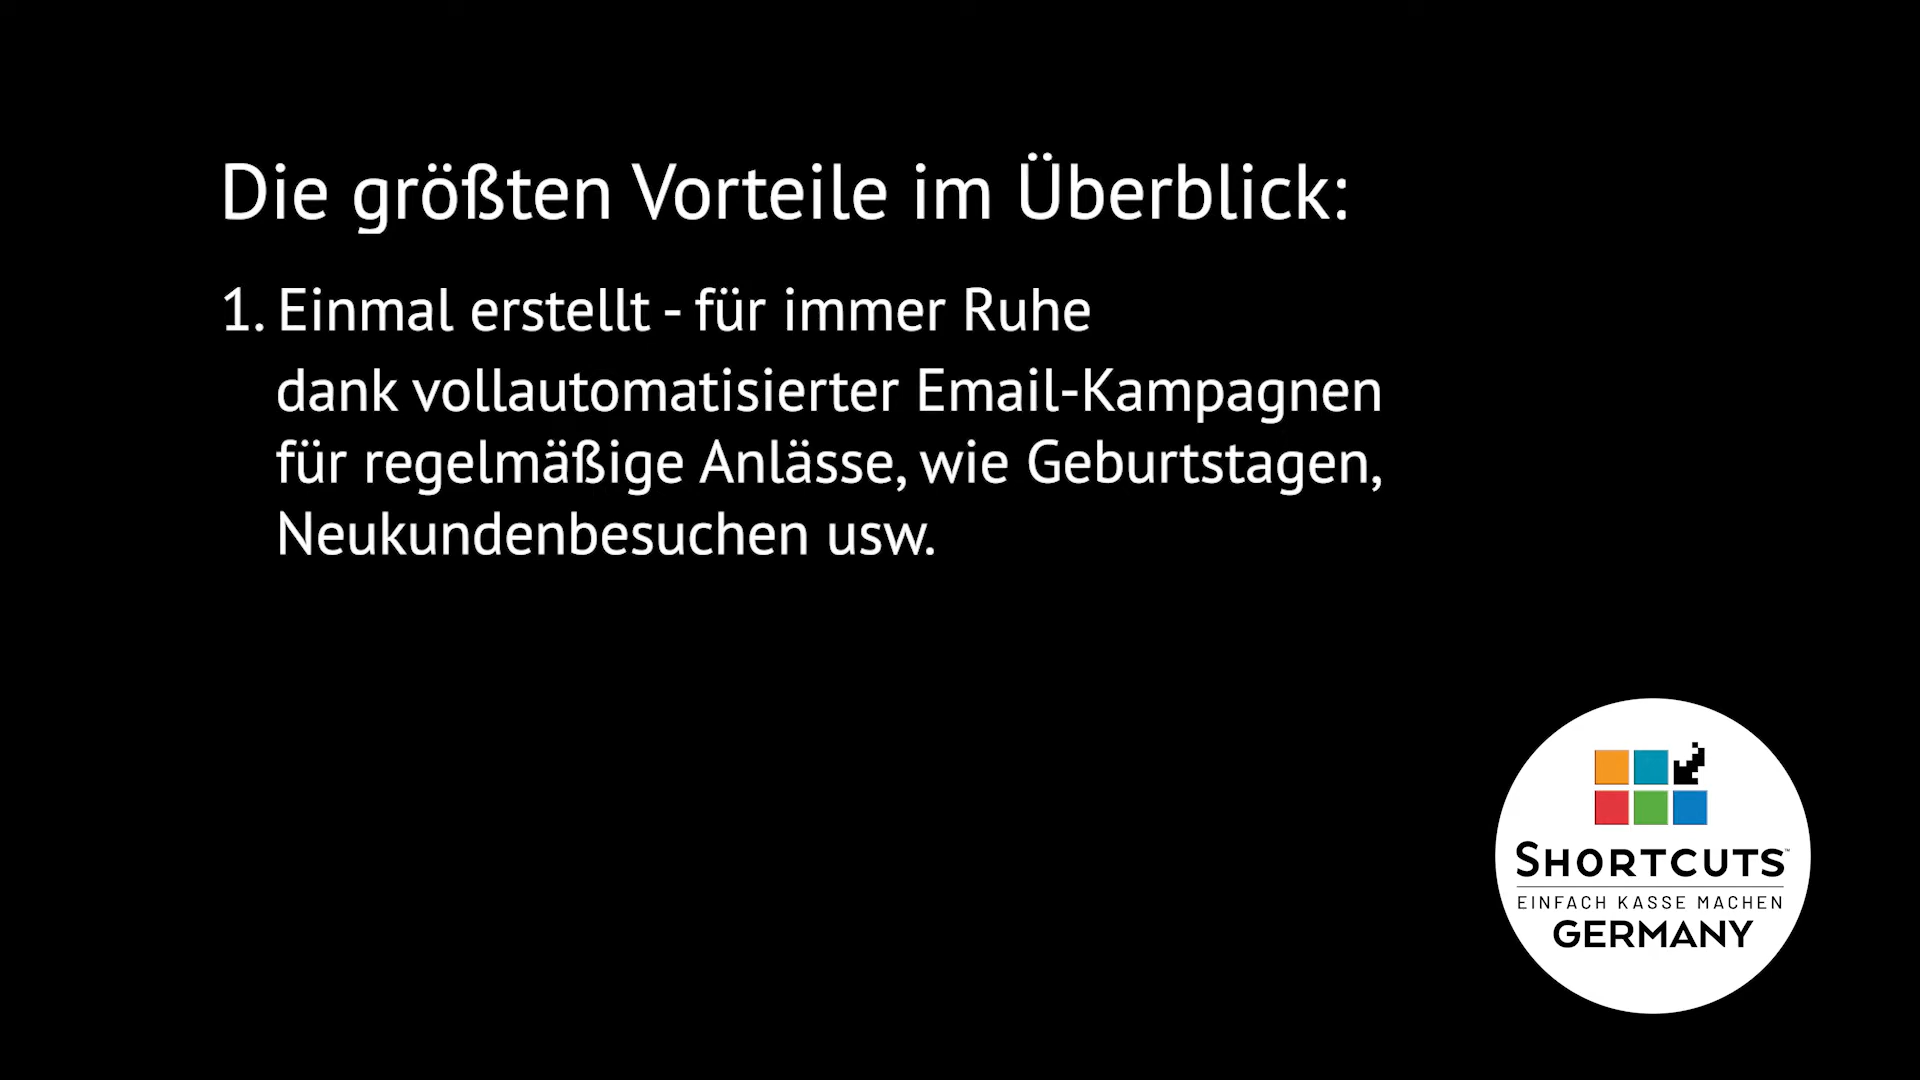 Die größten Vorteile im Überblick:
1. Einmal erstellt - für immer Ruhe
dank vollautomatisierter Email-Kampagnen
für regelmäßige Anlässe, wie Geburtstagen,
Neukundenbesuchen usw.
SHORTCUTS™
EINFACH KASSE MACHEN
GERMANY